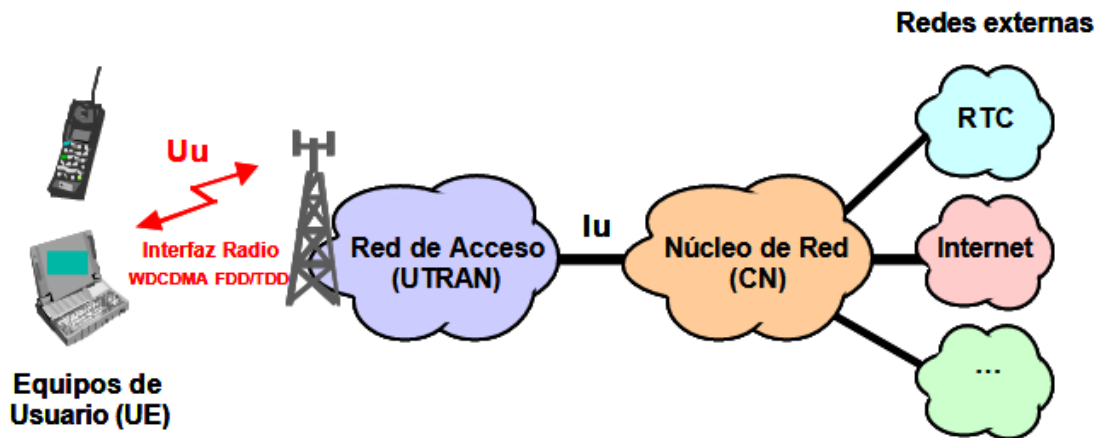 Redes externas
RTC
Uu
Iu
Interfaz Radio
WDCDMA FDD/TDD
Red de Acceso
(UTRAN)
Núcleo de Red
(CN)
Internet
...
Equipos de
Usuario (UE)